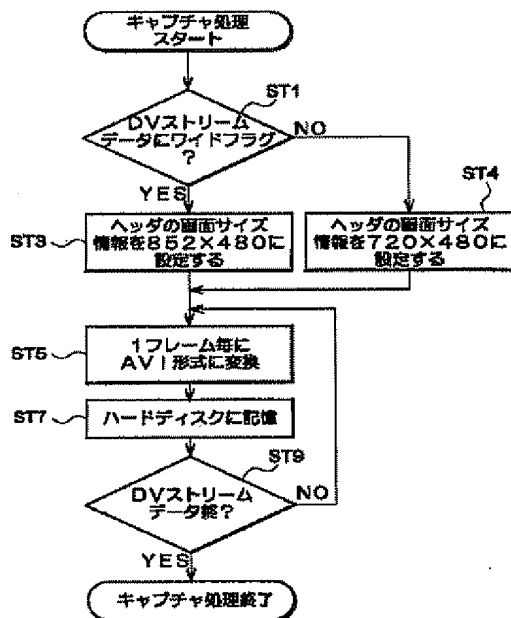 キャプチャ処理
スタート
ST1
DVストリーム
データにワイドフラグ
?
NO
YES
ST4
ST3
ヘッダの画面サイズ
情報を852×480に
設定する
ヘッダの画面サイズ
情報を720×480に
設定する
ST5
1フレーム毎に
AVI形式に変換
ST7
ハードディスクに記憶
ST9
DVストリーム
データ終?
NO
YES
キャプチャ処理終了